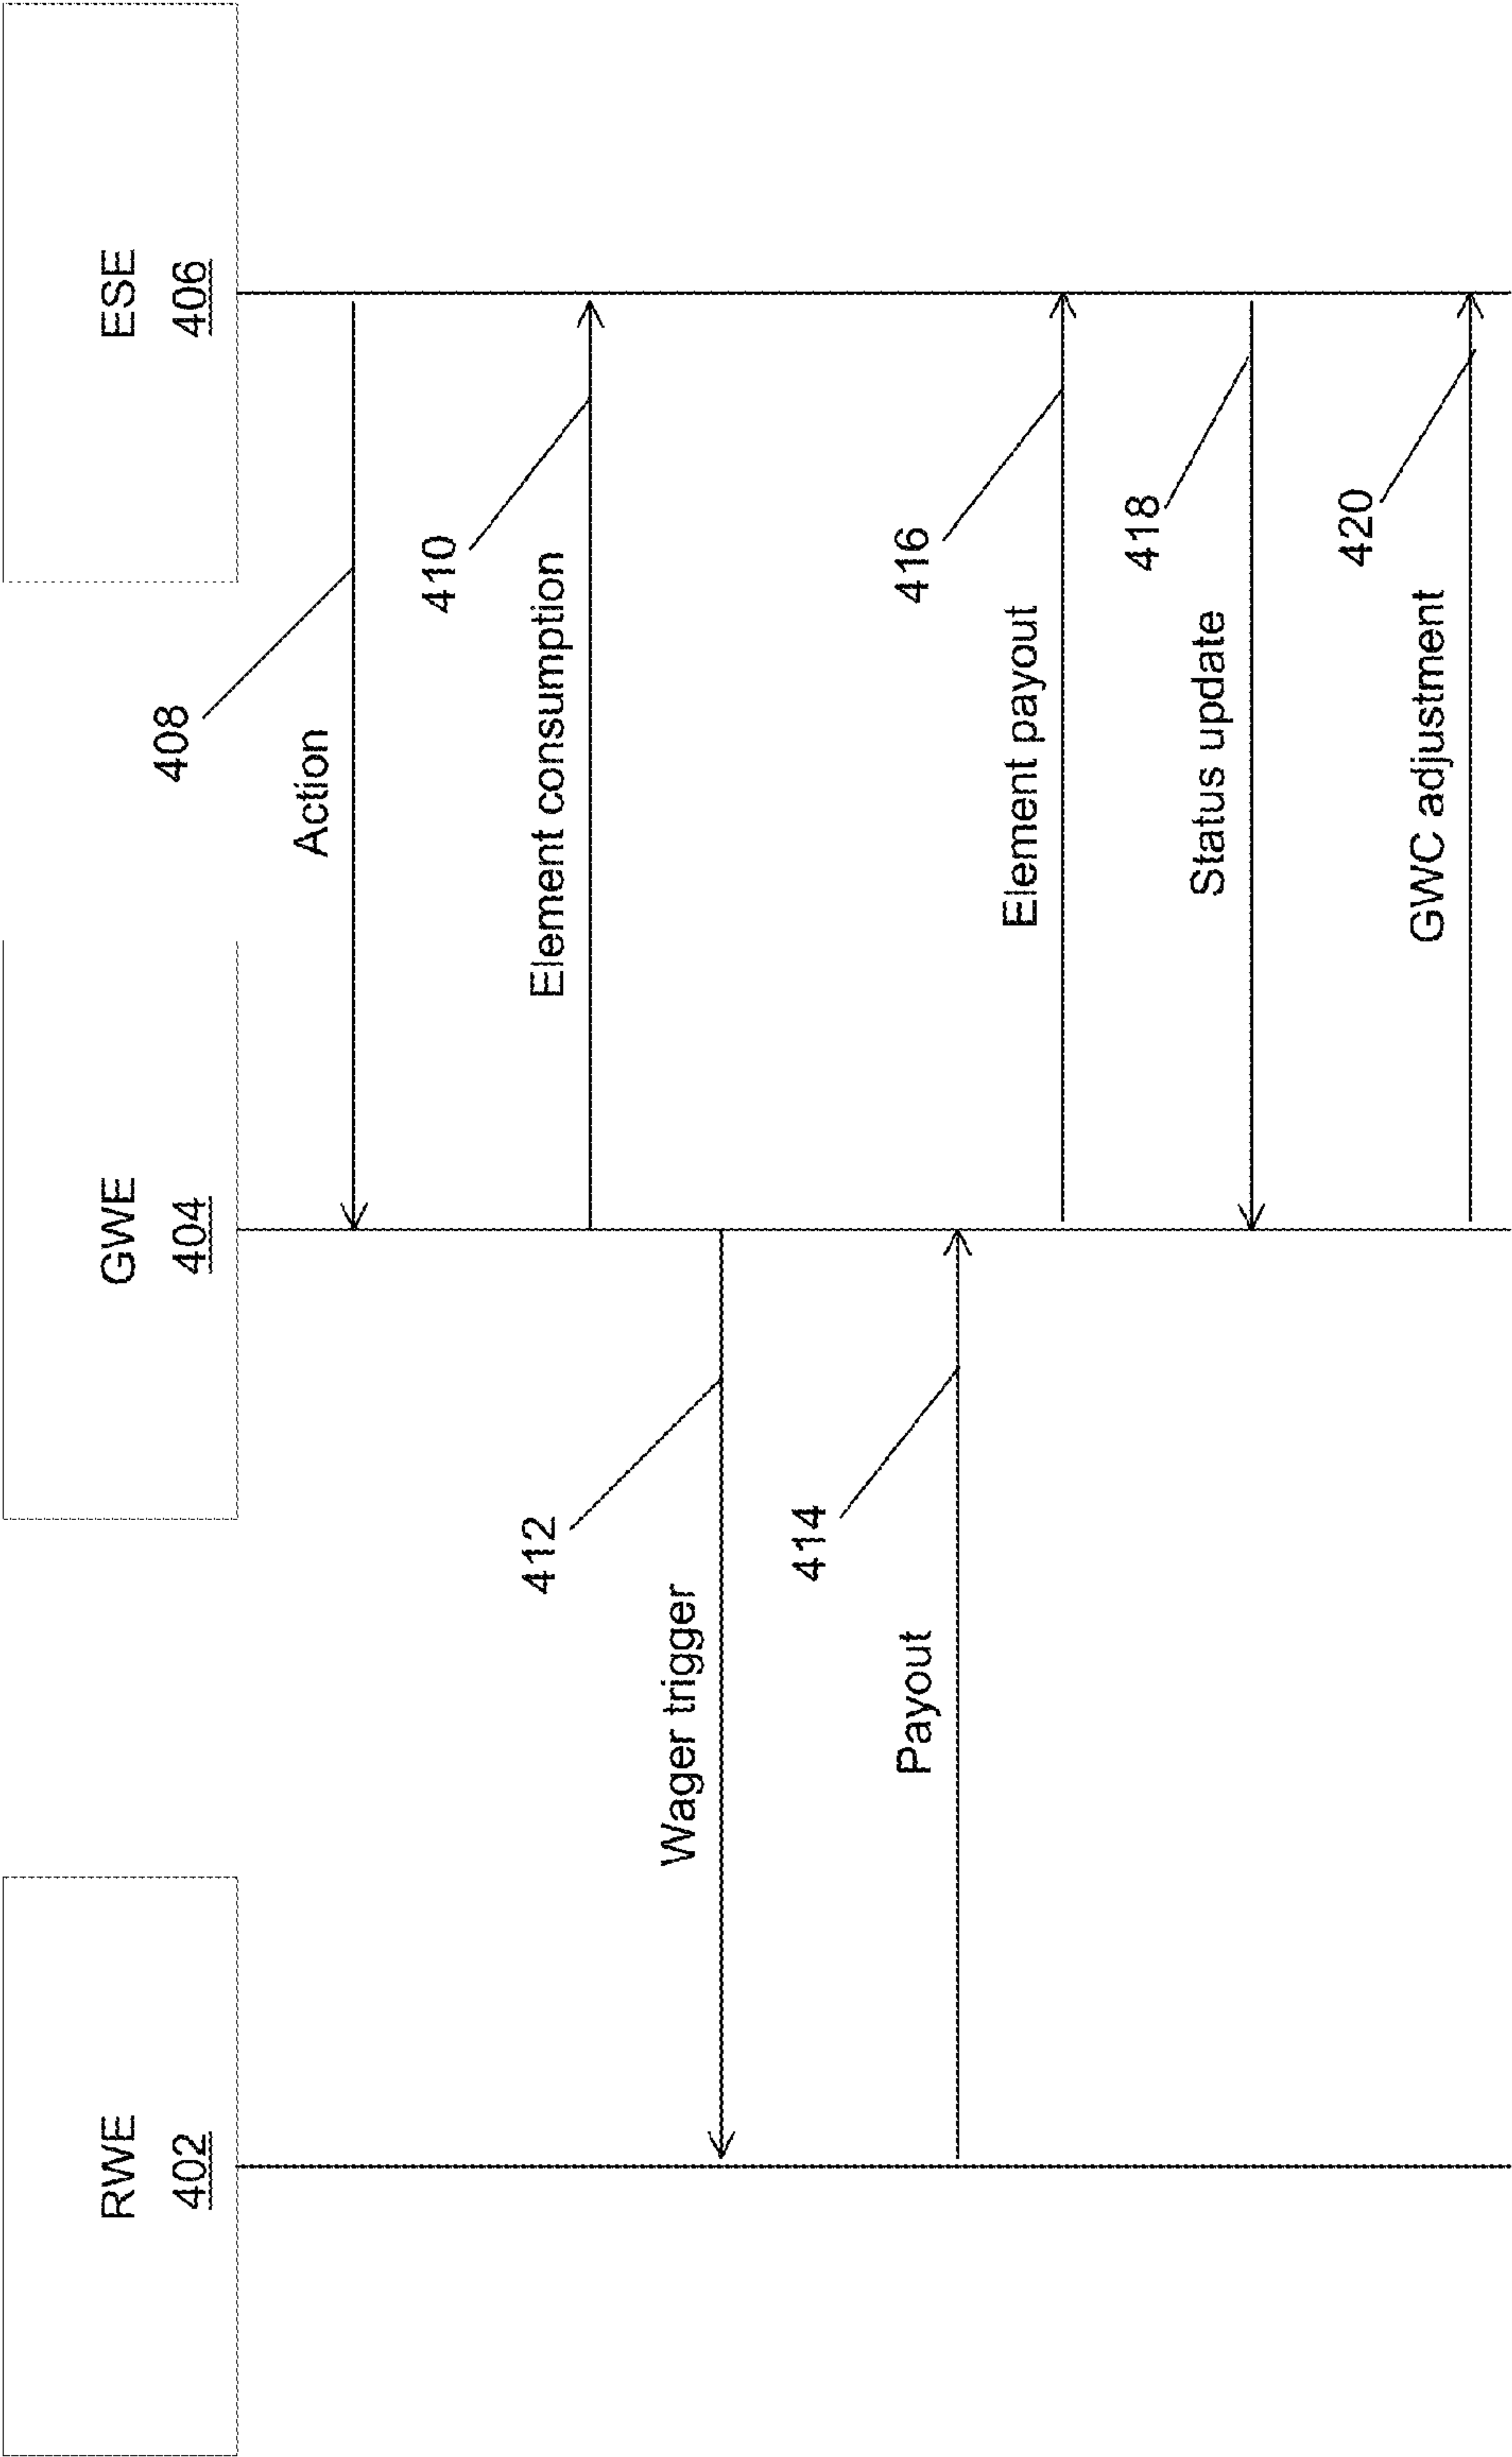 RWE
402
GWE
404
ESE
406
408
Action
410
Element consumption
412
Wager trigger
414
Payout
416
Element payout
418
Status update
420
GWC adjustment